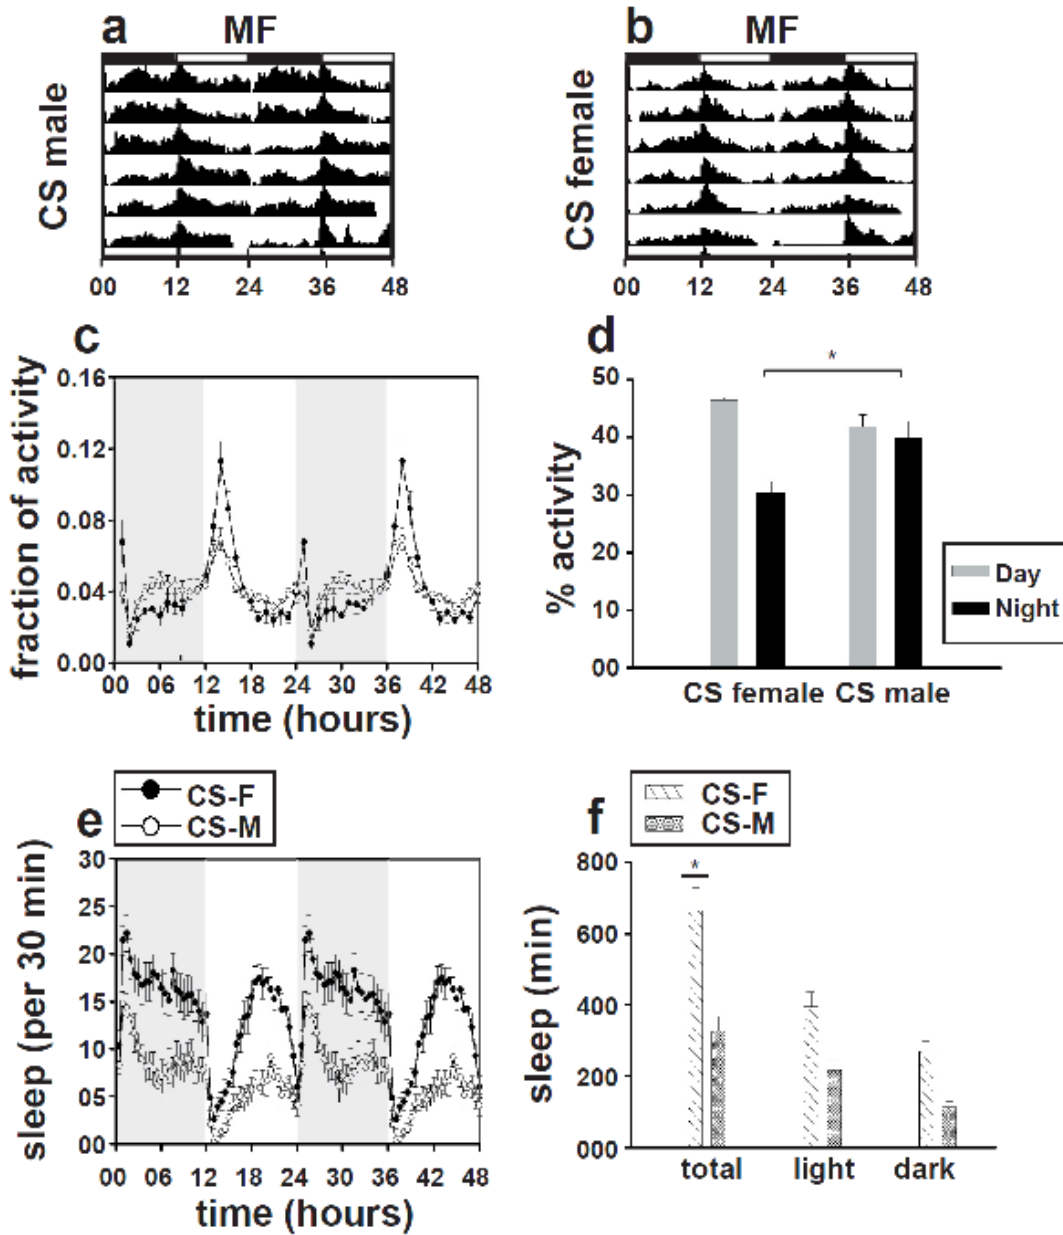 a MF
CS male
00 12 24 36 48
b MF
CS female
00 12 24 36 48
c
fraction of activity
0.16
0.12
0.08
0.04
0.00
00 06 12 18 24 30 36 42 48
time (hours)
d
% activity
50
40
30
20
10
00
*
CS female CS male
Day
Night
e
CS-F
CS-M
sleep (per 30 min)
30
25
20
15
10
05
00
00 06 12 18 24 30 36 42 48
time (hours)
f
CS-F
CS-M
sleep (min)
800
600
400
200
000
*
total light dark